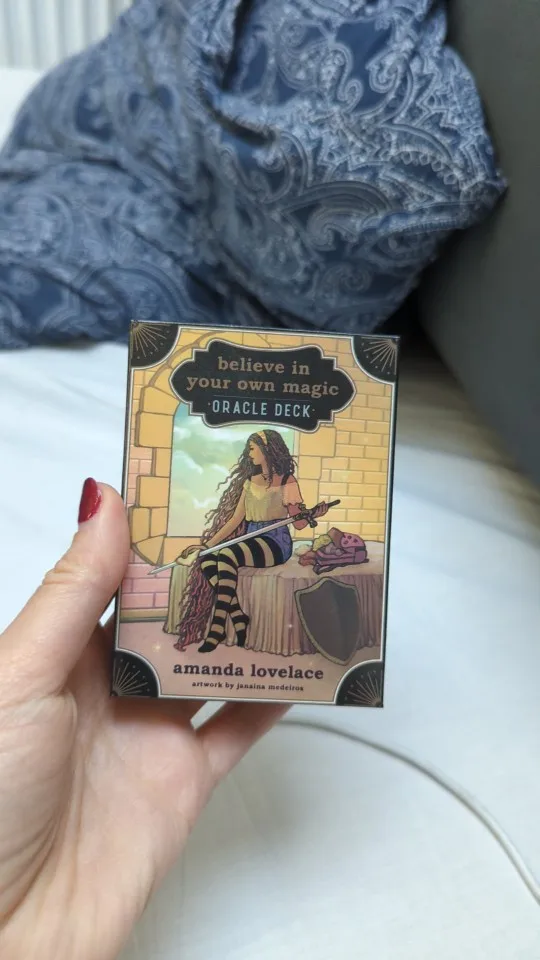 believe in
your own magic
·ORACLE DECK·
amanda lovelace
artwork by janaina medeiros